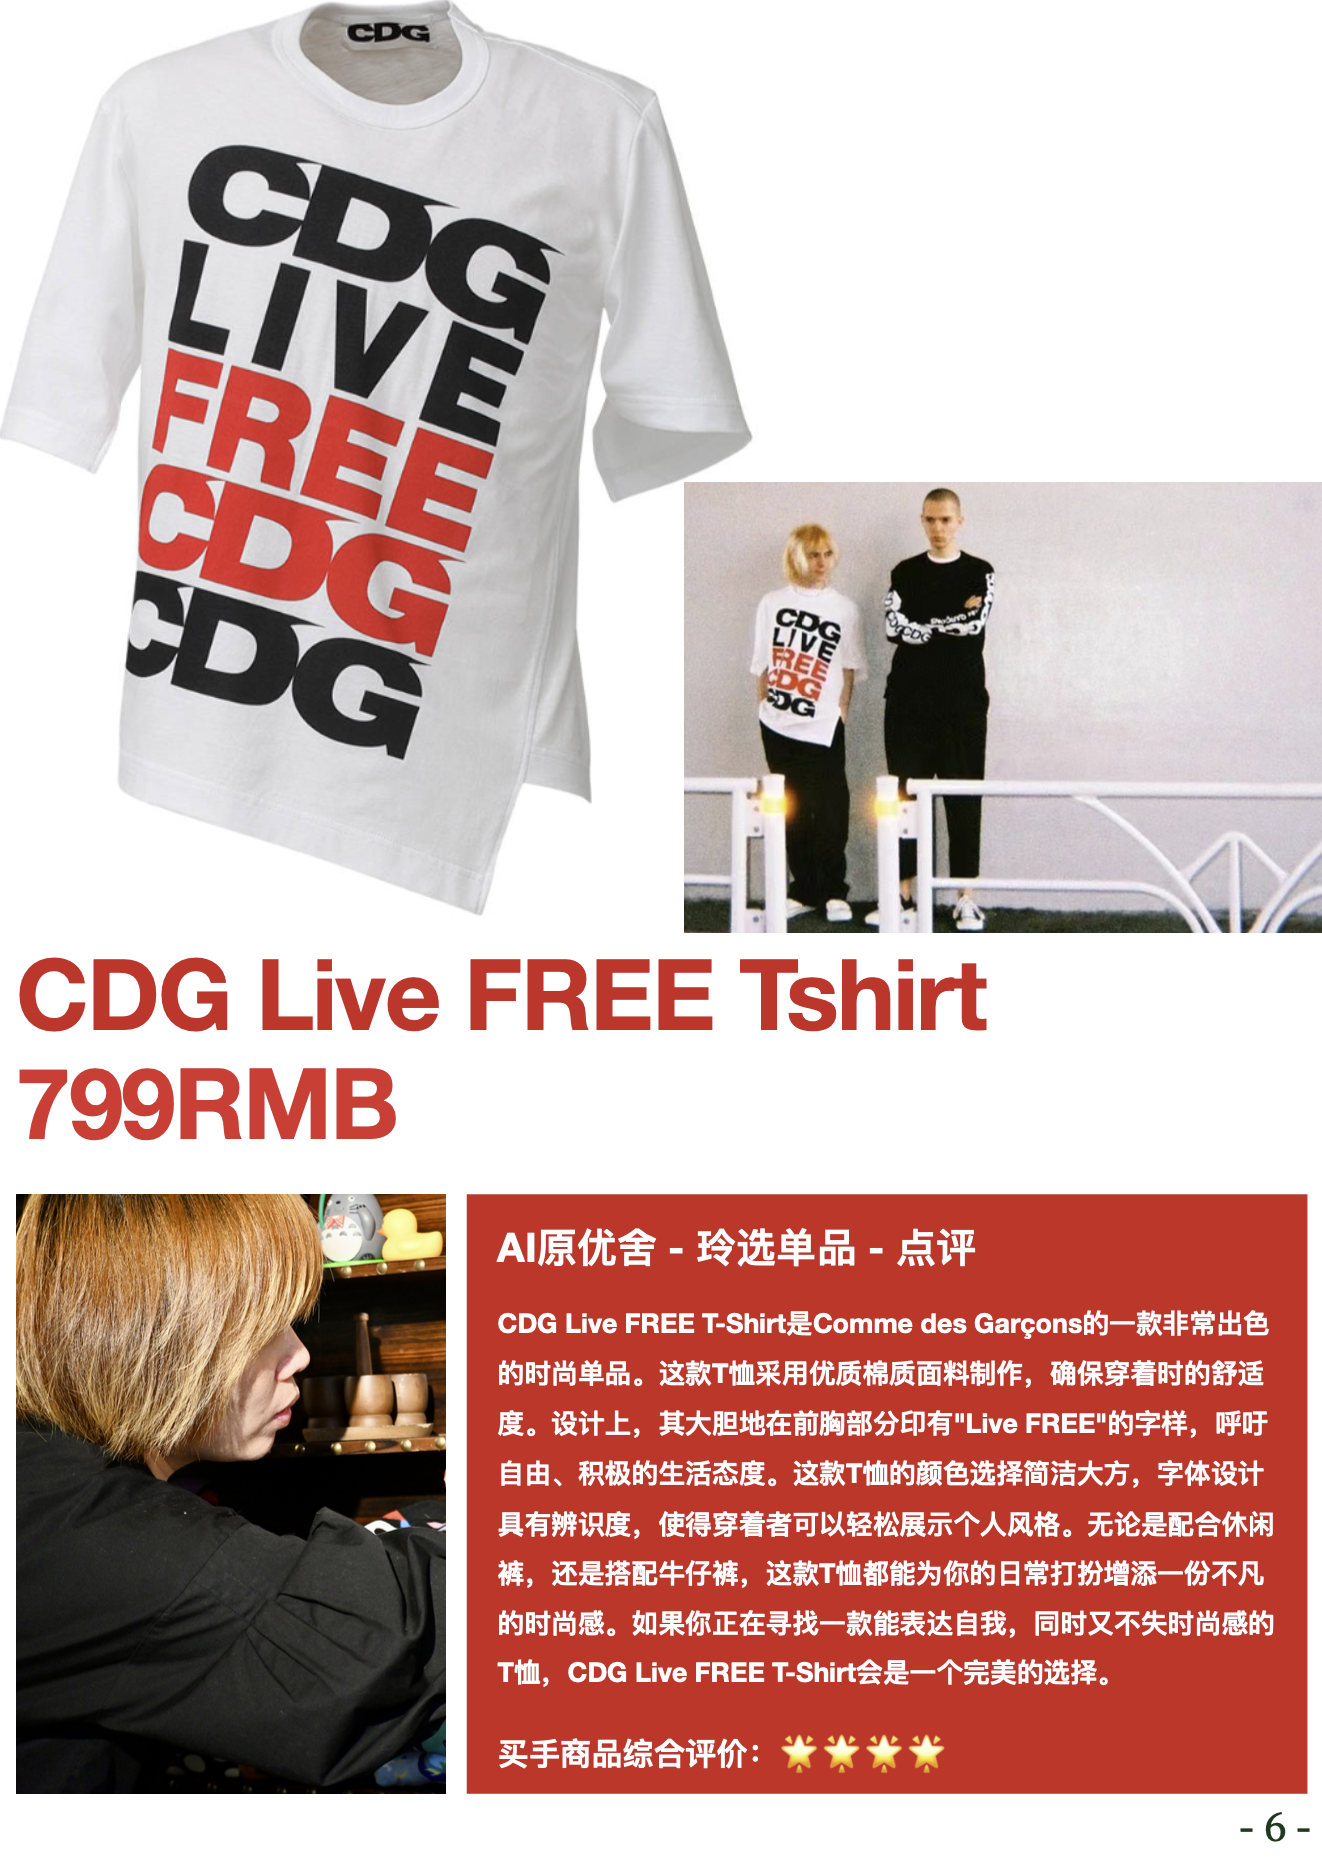 CDG
CDG
LIVE
FREE
CDG
CDG
CDG
LIVE
FREE
CDG
CDG
CDG Live FREE Tshirt
799RMB
AI原优舍 - 玲选单品 - 点评
CDG Live FREE T-Shirt是Comme des Garçons的一款非常出色
的时尚单品。这款T恤采用优质棉质面料制作，确保穿着时的舒适
度。设计上，其大胆地在前胸部分印有"Live FREE"的字样，呼吁
自由、积极的生活态度。这款T恤的颜色选择简洁大方，字体设计
具有辨识度，使得穿着者可以轻松展示个人风格。无论是配合休闲
裤，还是搭配牛仔裤，这款T恤都能为你的日常打扮增添一份不凡
的时尚感。如果你正在寻找一款能表达自我，同时又不失时尚感的
T恤，CDG Live FREE T-Shirt会是一个完美的选择。
买手商品综合评价：🌟🌟🌟🌟
- 6 -